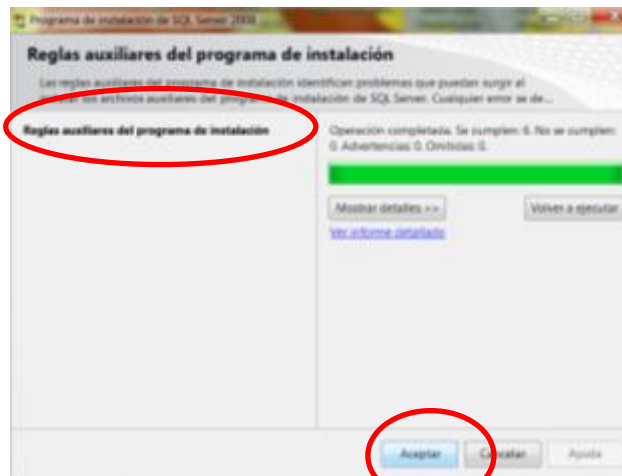 Programa de instalación de SQL Server 2008
Reglas auxiliares del programa de instalación
Las reglas auxiliares del programa de instalación identifican problemas que puedan surgir al
los archivos auxiliares del programa de instalación de SQL Server. Cualquier error se de...
Reglas auxiliares del programa de instalación
Operación completada. Se cumplen: 6. No se cumplen:
0. Advertencias: 0. Omitidas: 0.
Mostrar detalles >>
Volver a ejecutar
Ver informe detallado
Aceptar
Cancelar
Ayuda